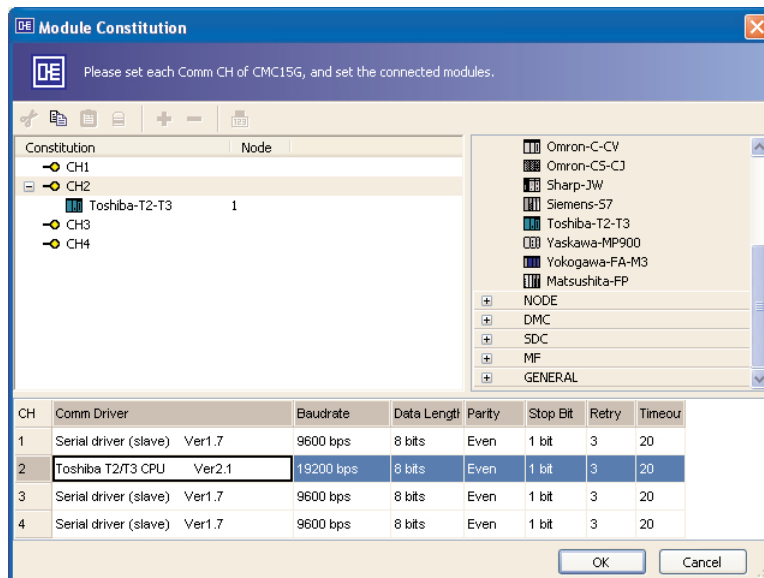 Module Constitution
Please set each Comm CH of CMC15G, and set the connected modules.
123
Constitution Node
CH1
CH2
Toshiba-T2-T3 1
CH3
CH4
Omron-C-CV
Omron-CS-CJ
Sharp-JW
Siemens-S7
Toshiba-T2-T3
Yaskawa-MP900
Yokogawa-FA-M3
Matsushita-FP
NODE
DMC
SDC
MF
GENERAL
CH Comm Driver Baudrate Data Length Parity Stop Bit Retry Timeour
1 Serial driver (slave) Ver1.7 9600 bps 8 bits Even 1 bit 3 20
2 Toshiba T2/T3 CPU Ver2.1 19200 bps 8 bits Even 1 bit 3 20
3 Serial driver (slave) Ver1.7 9600 bps 8 bits Even 1 bit 3 20
4 Serial driver (slave) Ver1.7 9600 bps 8 bits Even 1 bit 3 20
OK Cancel